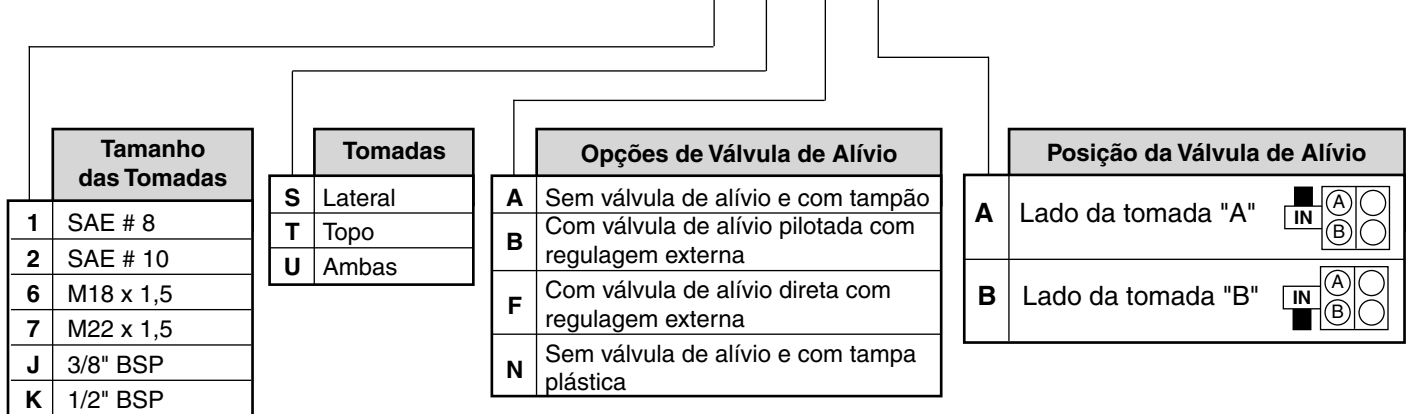 Tamanho
das Tomadas
1 SAE # 8
2 SAE # 10
6 M18 x 1,5
7 M22 x 1,5
J 3/8" BSP
K 1/2" BSP
Tomadas
S Lateral
T Topo
U Ambas
Opções de Válvula de Alívio
A Sem válvula de alívio e com tampão
B Com válvula de alívio pilotada com
regulagem externa
F Com válvula de alívio direta com
regulagem externa
N Sem válvula de alívio e com tampa
plástica
Posição da Válvula de Alívio
A Lado da tomada "A" IN A B
B Lado da tomada "B" IN A B